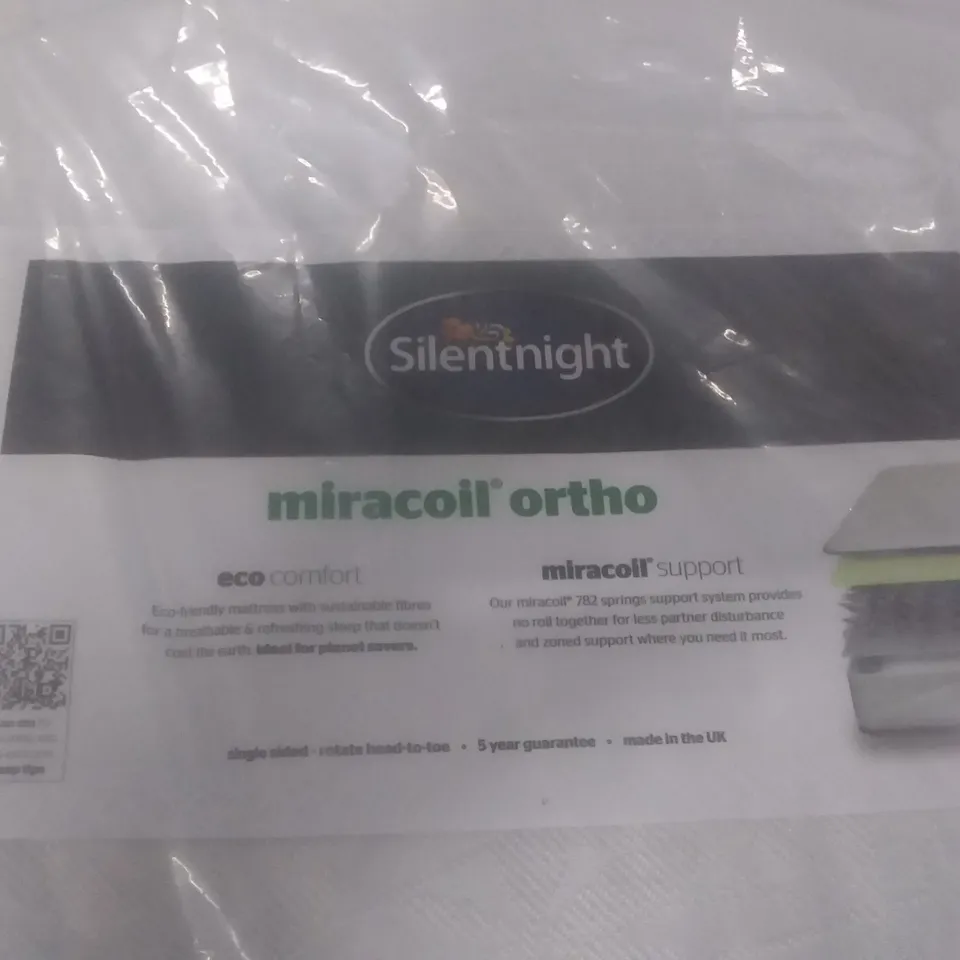 Silentnight
miracoil® ortho
eco comfort
Eco-friendly mattress with sustainable fibres
for a breathable & refreshing sleep that doesn't
cost the earth. Ideal for planet savers.
miracoil® support
Our miracoil® 782 springs support system provides
no roll together for less partner disturbance
and zoned support where you need it most.
single sided - rotate head-to-toe • 5 year guarantee • made in the UK